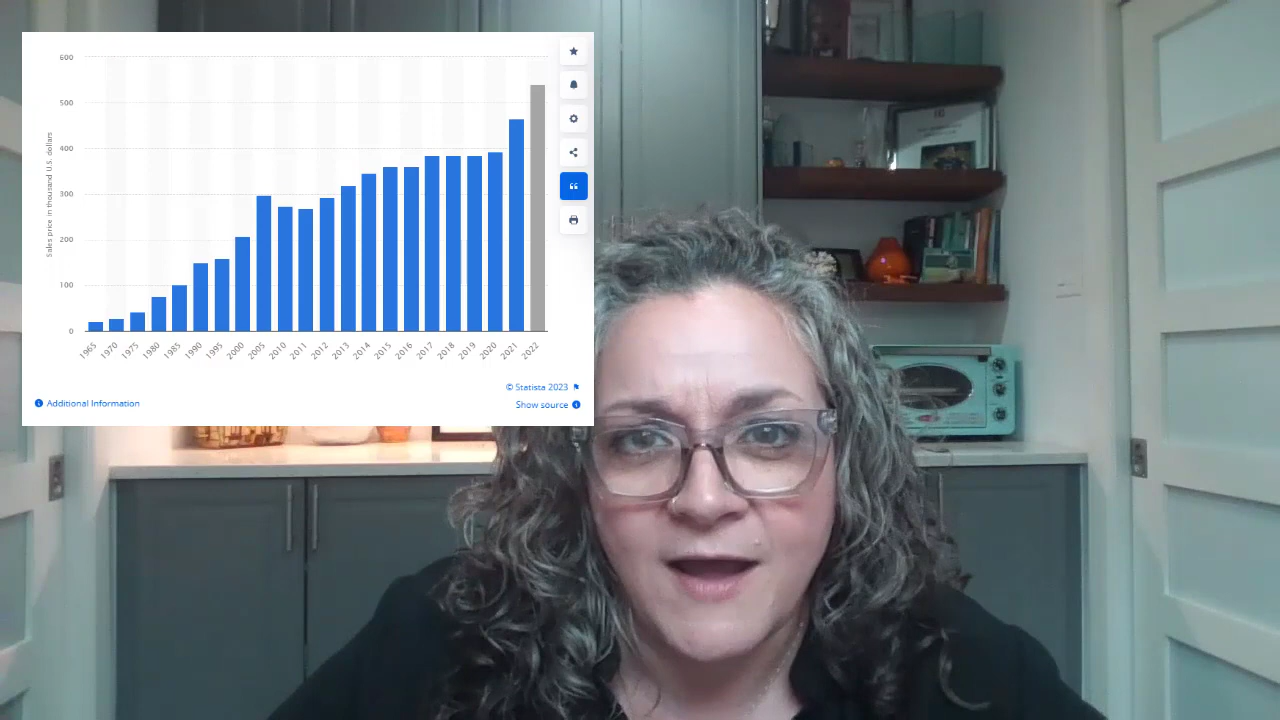 600
500
400
300
200
100
0
Sales price in thousand U.S. dollars
1965 1970 1975 1980 1985 1990 1995 2000 2005 2010 2011 2012 2013 2014 2015 2016 2017 2018 2019 2020 2021 2022
© Statista 2023
Additional Information
Show source